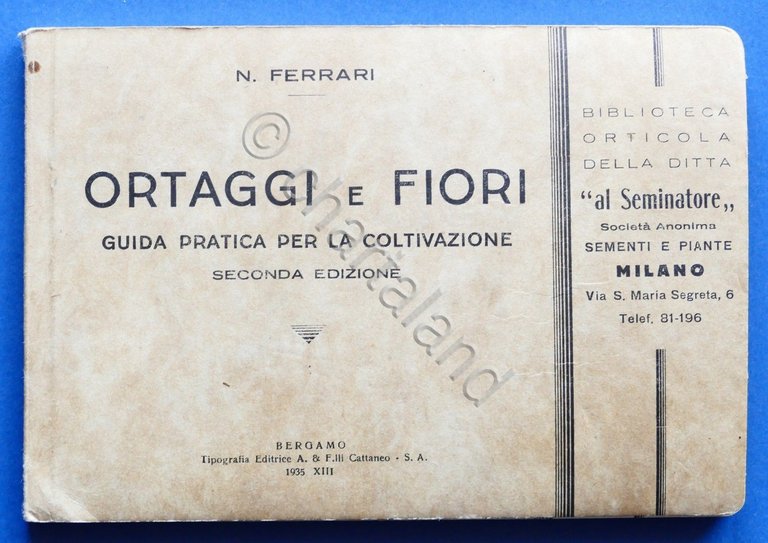 N. FERRARI
ORTAGGI E FIORI
GUIDA PRATICA PER LA COLTIVAZIONE
SECONDA EDIZIONE
BERGAMO
Tipografia Editrice A. & F.lli Cattaneo - S. A.
1935 XIII
BIBLIOTECA
ORTICOLA
DELLA DITTA
“al Seminatore„
Società Anonima
SEMENTI E PIANTE
MILANO
Via S. Maria Segreta, 6
Telef. 81-196
© chartaland